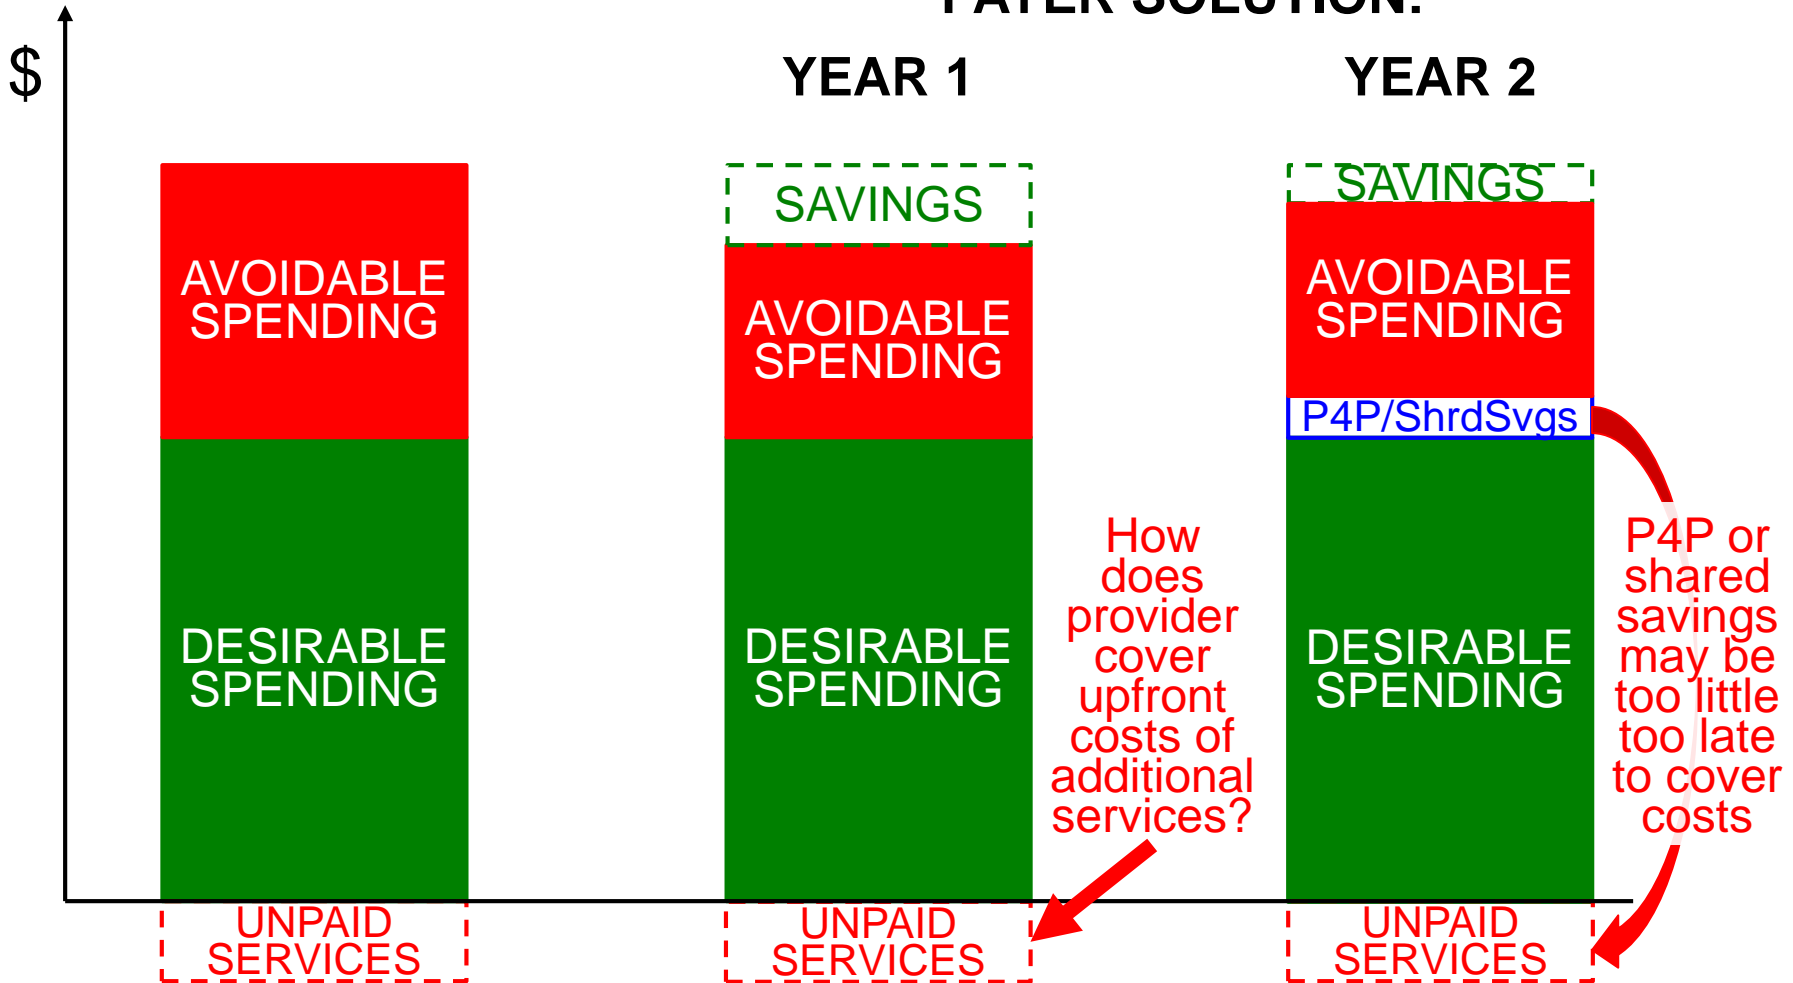 PAYER SOLUTION:
$
YEAR 1
YEAR 2
AVOIDABLE
SPENDING
DESIRABLE
SPENDING
UNPAID
SERVICES
SAVINGS
AVOIDABLE
SPENDING
DESIRABLE
SPENDING
UNPAID
SERVICES
How
does
provider
cover
upfront
costs of
additional
services?
SAVINGS
AVOIDABLE
SPENDING
P4P/ShrdSvgs
DESIRABLE
SPENDING
UNPAID
SERVICES
P4P or
shared
savings
may be
too little
too late
to cover
costs